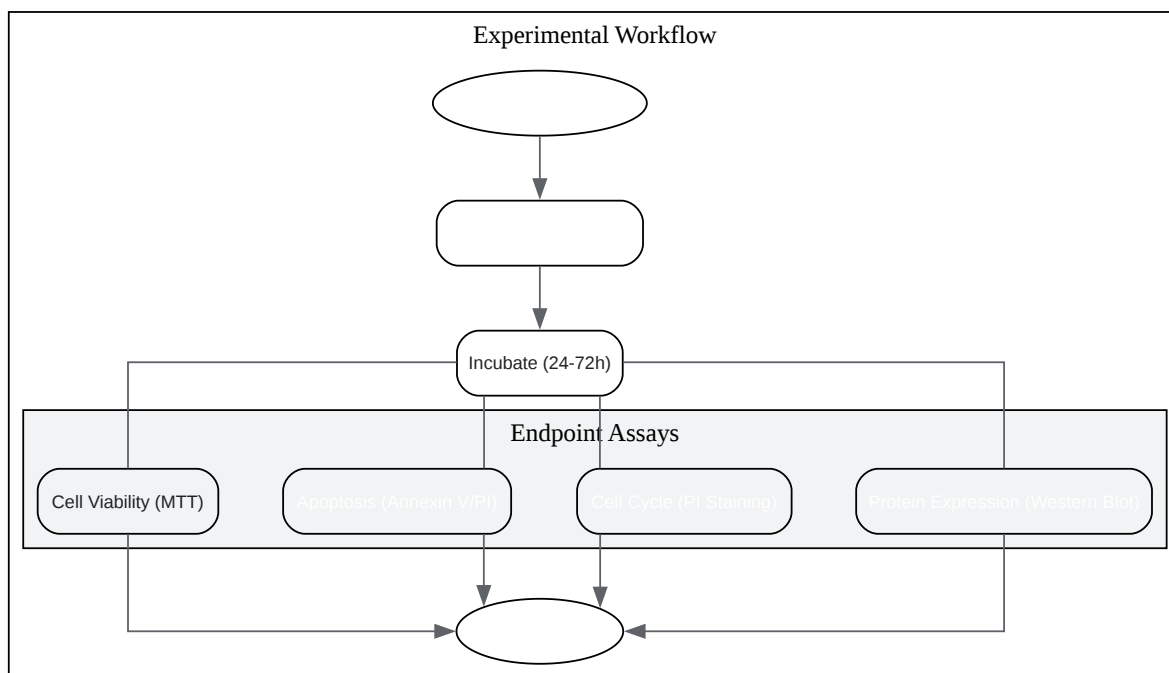 Experimental Workflow
Incubate (24-72h)
Endpoint Assays
Cell Viability (MTT)
Apoptosis (Annexin V/PI)
Cell Cycle (PI Staining)
Protein Expression (Western Blot)